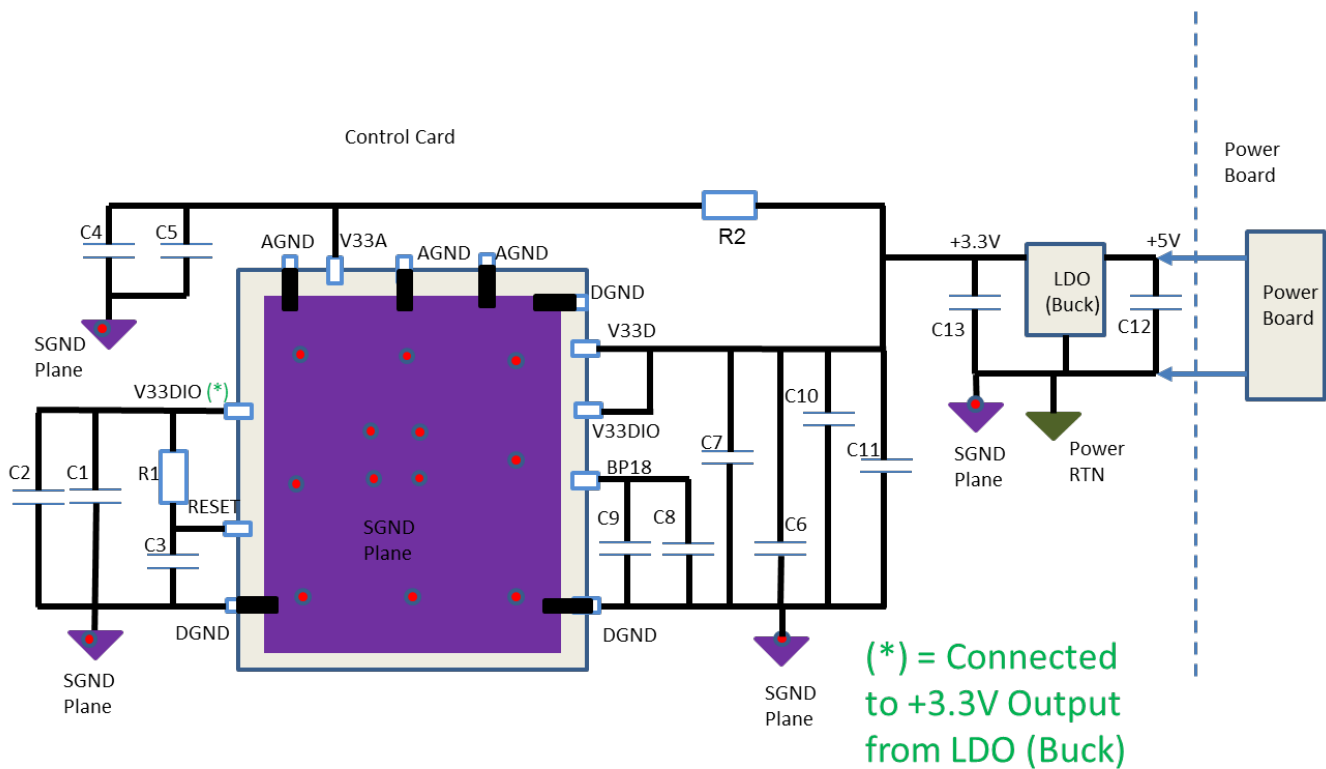 Control Card
Power
Board
C4
C5
AGND
V33A
AGND
AGND
R2
+3.3V
+5V
LDO
(Buck)
Power
Board
C13
C12
DGND
V33D
SGND
Plane
V33DIO (*)
V33DIO
C10
SGND
Plane
Power
RTN
C2
C1
R1
RESET
C3
BP18
C7
C11
C9
C8
C6
SGND
Plane
DGND
DGND
SGND
Plane
SGND
Plane
(*) = Connected
to +3.3V Output
from LDO (Buck)